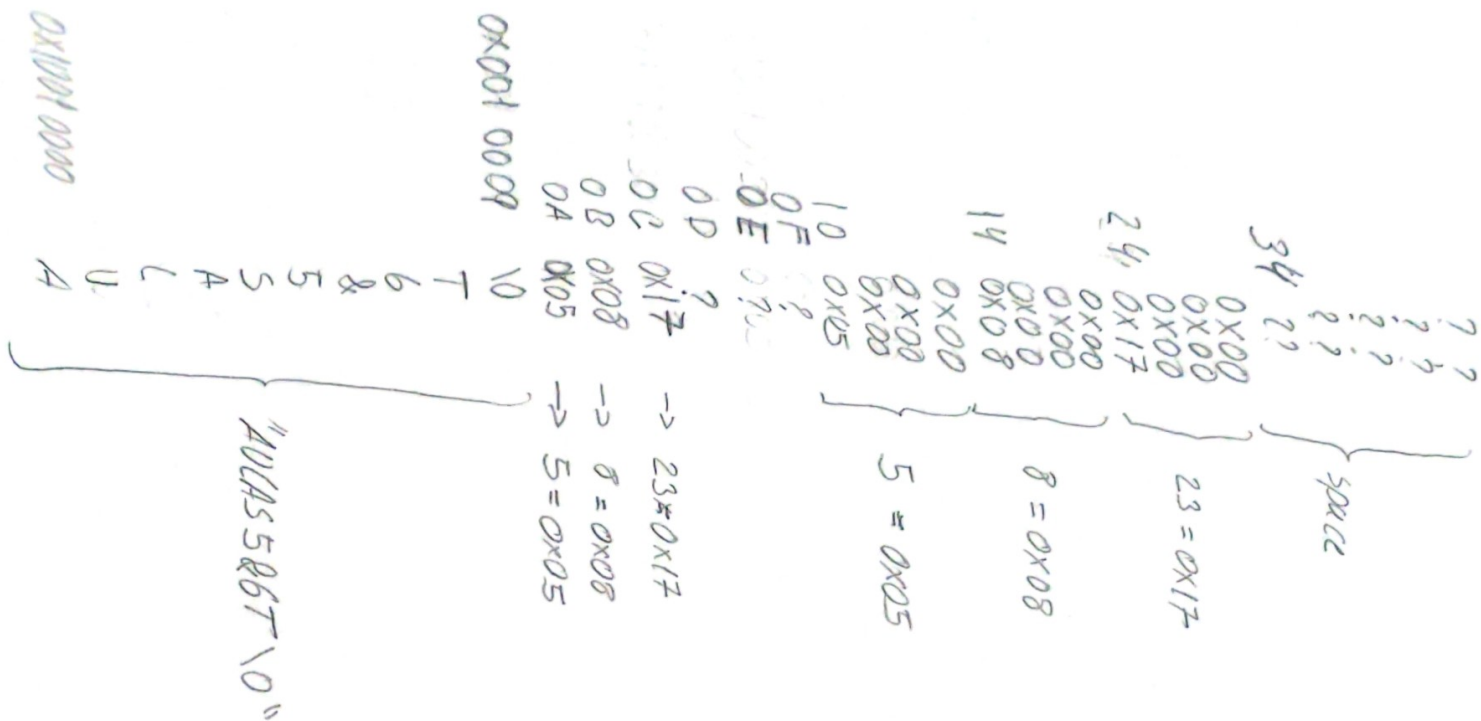 ? ?
? ?
? ? space
? ?
34 ? ?
0x00
0x00
0x00 23 = 0x17
24 0x17
0x00
0x00
0x00 8 = 0x08
14 0x08
0x00
0x00 5 = 0x05
0x00
10 0x05
0F ?
0E 0?
0D ?
0C 0x17 → 23 = 0x17
0B 0x08 → 8 = 0x08
0A 0x05 → 5 = 0x05
0x001 0009 \0
T
6
&
5
S "AULAS5&6T\0"
A
L
U
0x1001 0000 A